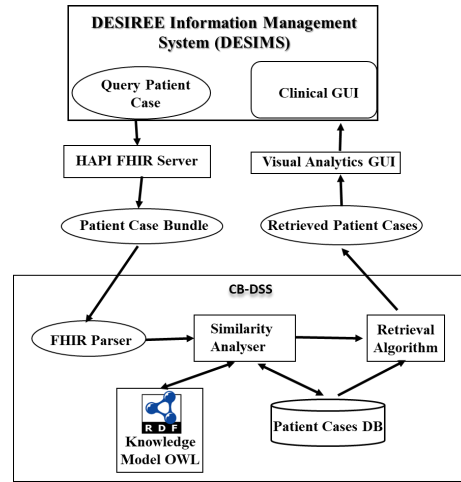 DESIREE Information Management
System (DESIMS)
Query Patient
Case
Clinical GUI
HAPI FHIR Server
Visual Analytics GUI
Patient Case Bundle
Retrieved Patient Cases
CB-DSS
FHIR Parser
Similarity
Analyser
Retrieval
Algorithm
RDF
Knowledge
Model OWL
Patient Cases DB